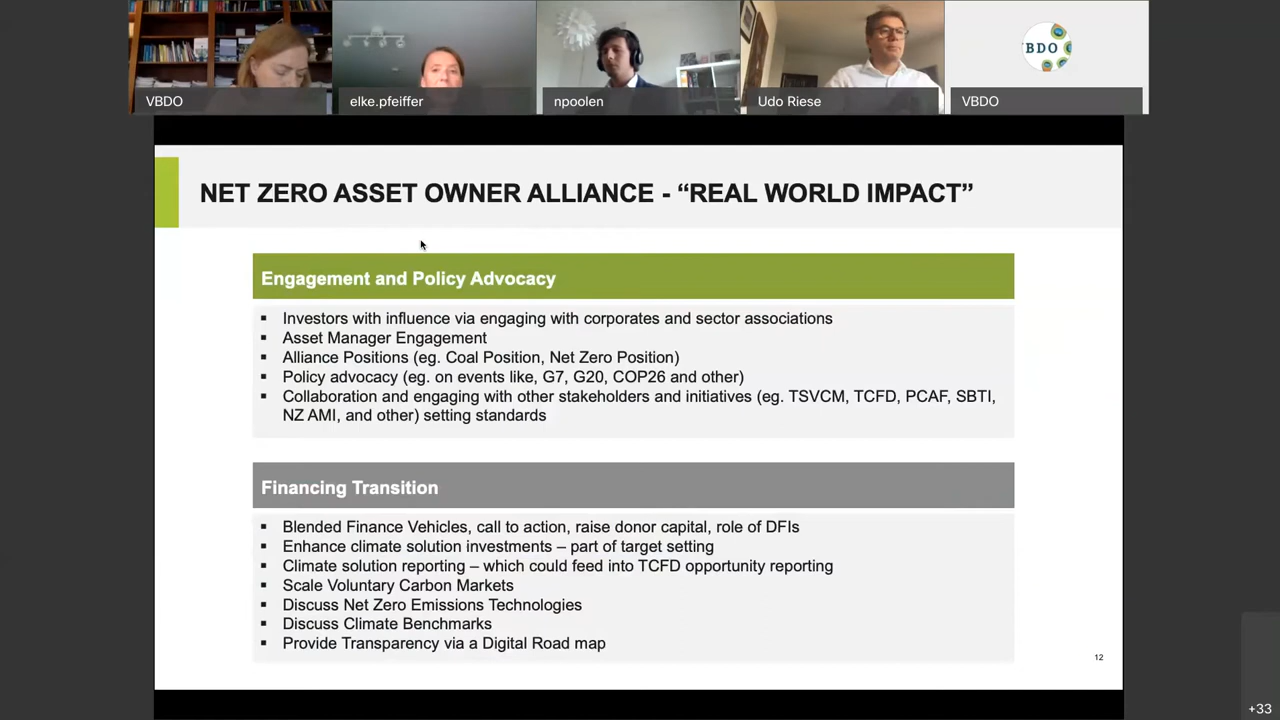 VBDO
elke.pfeiffer
npoolen
Udo Riese
BDO
VBDO
NET ZERO ASSET OWNER ALLIANCE - “REAL WORLD IMPACT”
Engagement and Policy Advocacy
▪ Investors with influence via engaging with corporates and sector associations
▪ Asset Manager Engagement
▪ Alliance Positions (eg. Coal Position, Net Zero Position)
▪ Policy advocacy (eg. on events like, G7, G20, COP26 and other)
▪ Collaboration and engaging with other stakeholders and initiatives (eg. TSVCM, TCFD, PCAF, SBTI,
NZ AMI, and other) setting standards
Financing Transition
▪ Blended Finance Vehicles, call to action, raise donor capital, role of DFIs
▪ Enhance climate solution investments – part of target setting
▪ Climate solution reporting – which could feed into TCFD opportunity reporting
▪ Scale Voluntary Carbon Markets
▪ Discuss Net Zero Emissions Technologies
▪ Discuss Climate Benchmarks
▪ Provide Transparency via a Digital Road map
12
+33